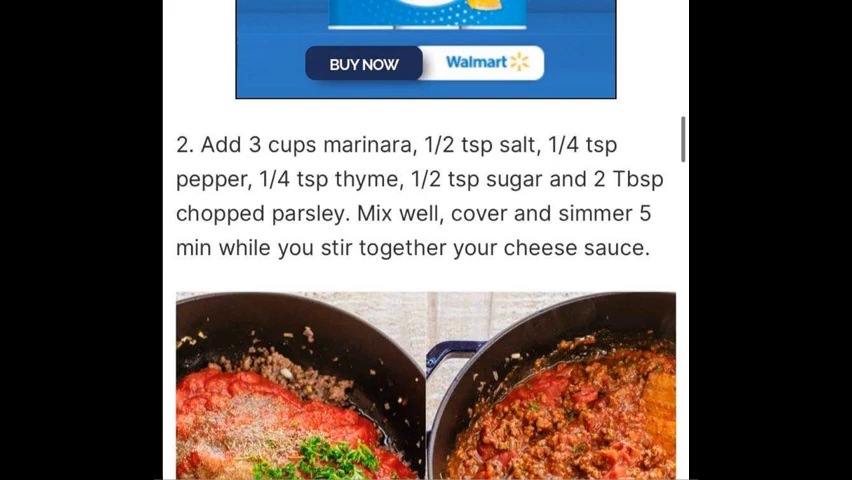 BUY NOW Walmart
2. Add 3 cups marinara, 1/2 tsp salt, 1/4 tsp
pepper, 1/4 tsp thyme, 1/2 tsp sugar and 2 Tbsp
chopped parsley. Mix well, cover and simmer 5
min while you stir together your cheese sauce.